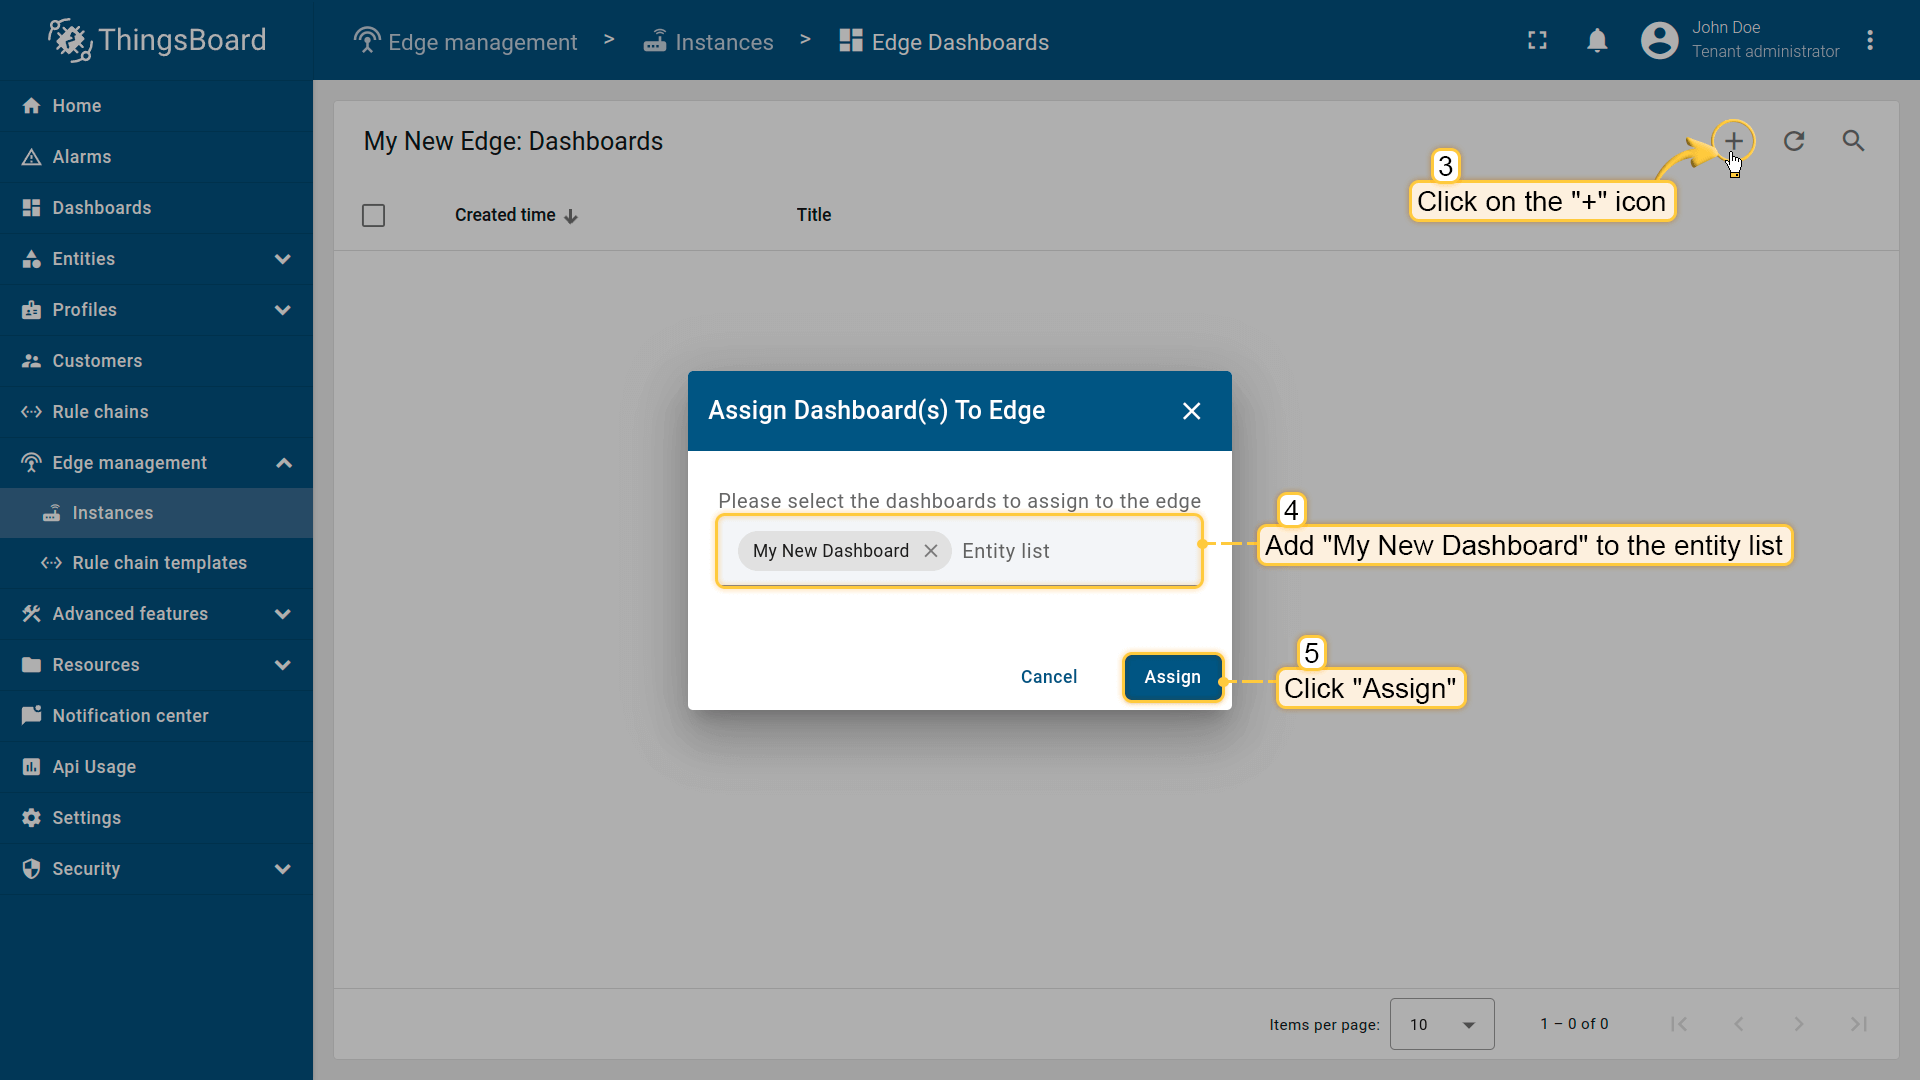 ThingsBoard
Edge management > Instances > Edge Dashboards
John Doe
Tenant administrator
Home
Alarms
Dashboards
Entities
Profiles
Customers
Rule chains
Edge management
Instances
Rule chain templates
Advanced features
Resources
Notification center
Api Usage
Settings
Security
My New Edge: Dashboards
3
Click on the "+" icon
Created time
Title
Assign Dashboard(s) To Edge
Please select the dashboards to assign to the edge
My New Dashboard
Entity list
4
Add "My New Dashboard" to the entity list
Cancel
Assign
5
Click "Assign"
Items per page: 10
1 – 0 of 0